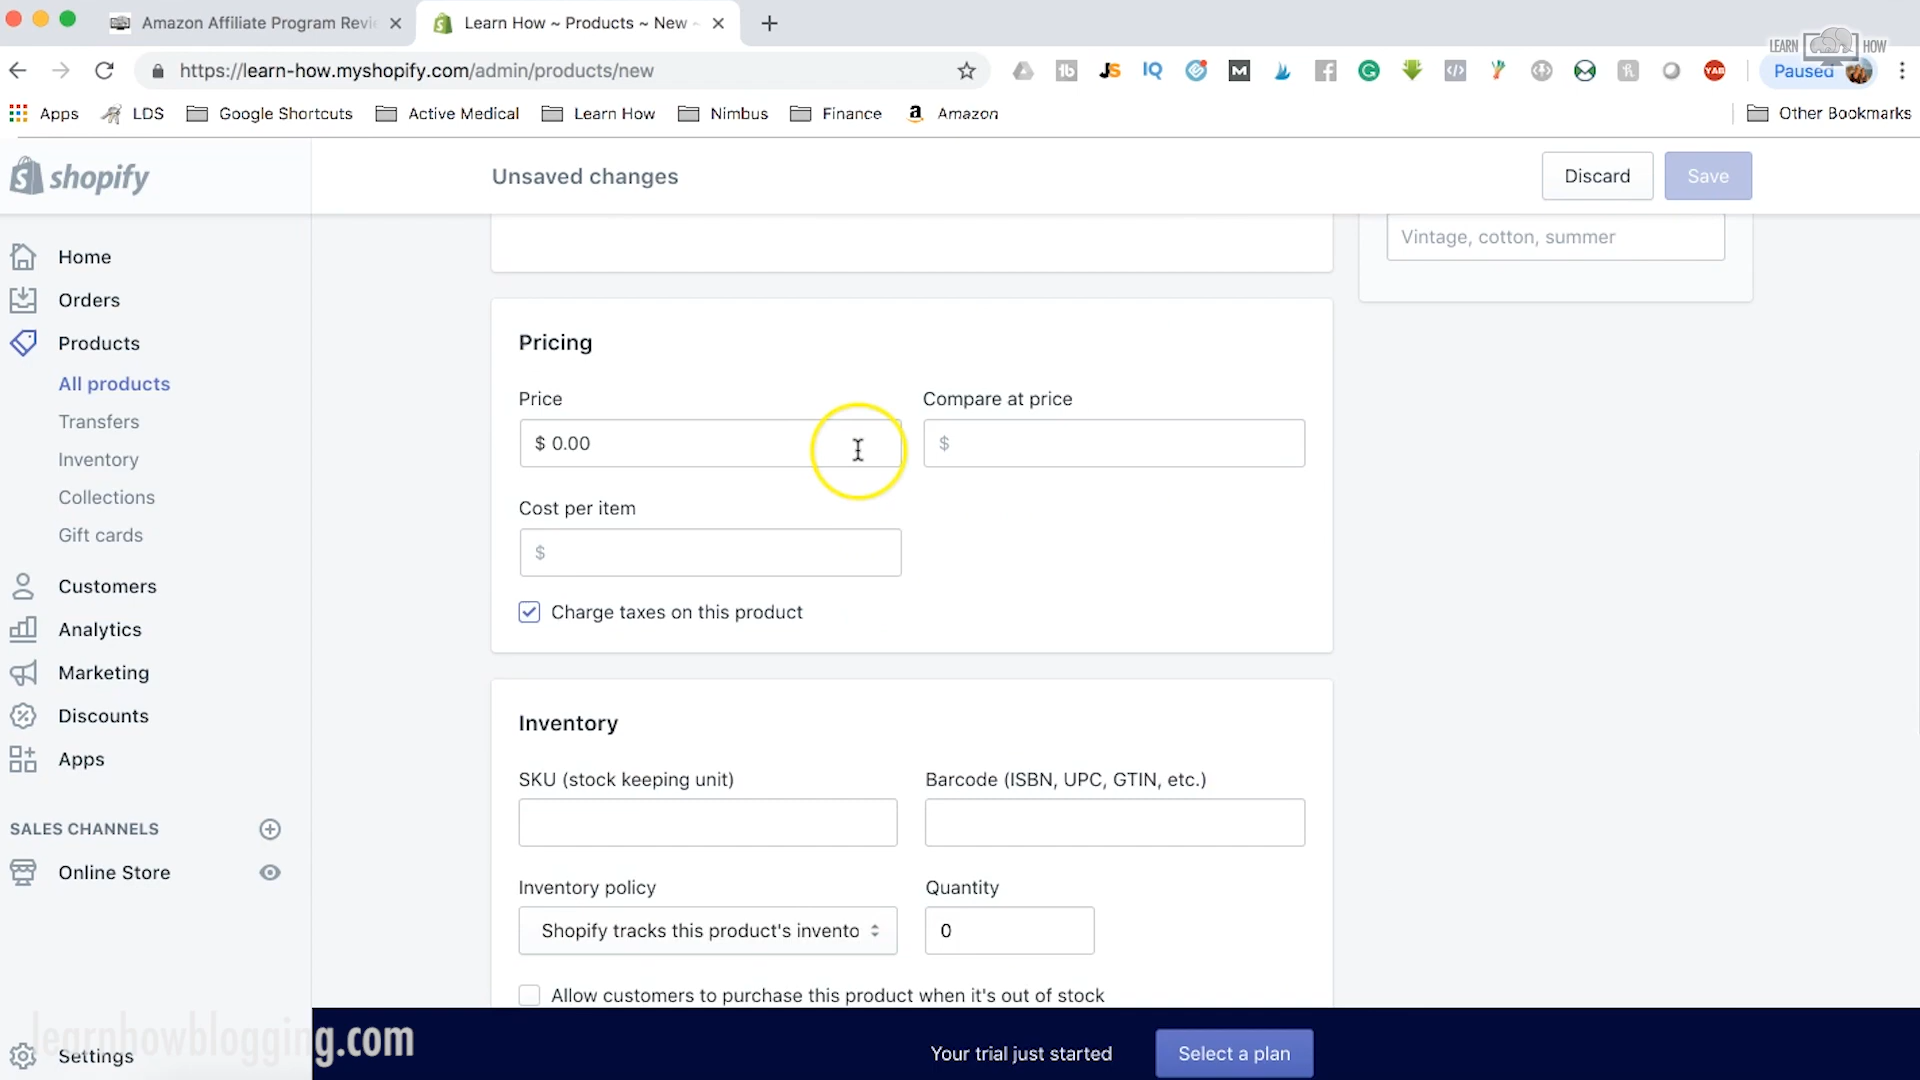 Amazon Affiliate Program Revi
Learn How ~ Products ~ New ~
LEARN HOW
https://learn-how.myshopify.com/admin/products/new
Paused
Apps
LDS
Google Shortcuts
Active Medical
Learn How
Nimbus
Finance
Amazon
Other Bookmarks
shopify
Unsaved changes
Discard
Save
Vintage, cotton, summer
Home
Orders
Products
All products
Transfers
Inventory
Collections
Gift cards
Customers
Analytics
Marketing
Discounts
Apps
SALES CHANNELS
Online Store
Settings
Pricing
Price
Compare at price
$ 0.00
$
Cost per item
$
Charge taxes on this product
Inventory
SKU (stock keeping unit)
Barcode (ISBN, UPC, GTIN, etc.)
Inventory policy
Quantity
Shopify tracks this product's invento
0
Allow customers to purchase this product when it's out of stock
learnhowblogging.com
Your trial just started
Select a plan